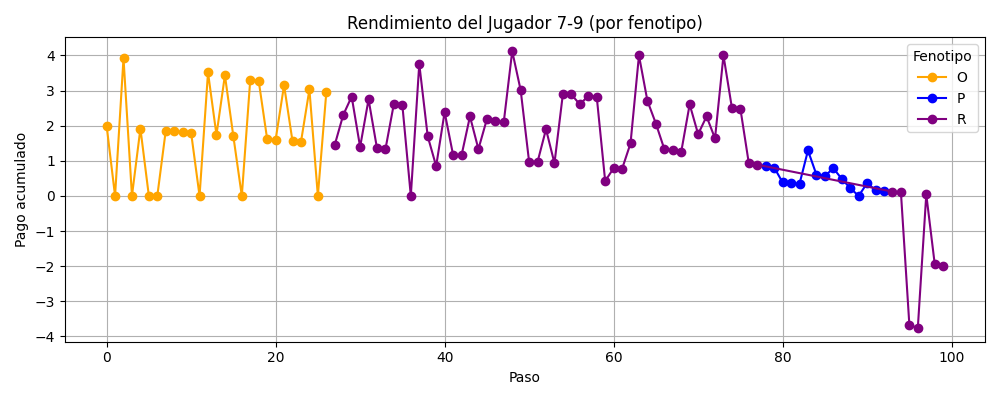 Rendimiento del Jugador 7-9 (por fenotipo)
Pago acumulado
4
3
2
1
0
−1
−2
−3
−4
Fenotipo
O
P
R
0 20 40 60 80 100
Paso